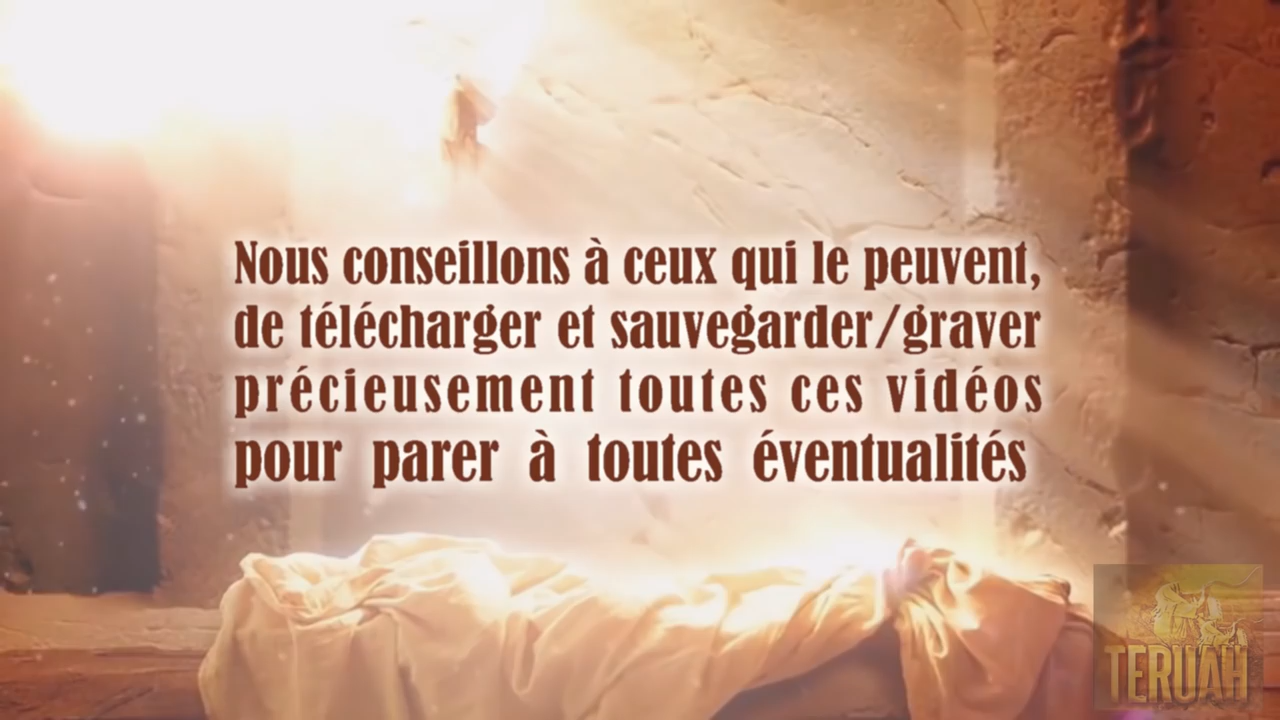 Nous conseillons à ceux qui le peuvent,
de télécharger et sauvegarder/graver
précieusement toutes ces vidéos
pour parer à toutes éventualités
TERUAH